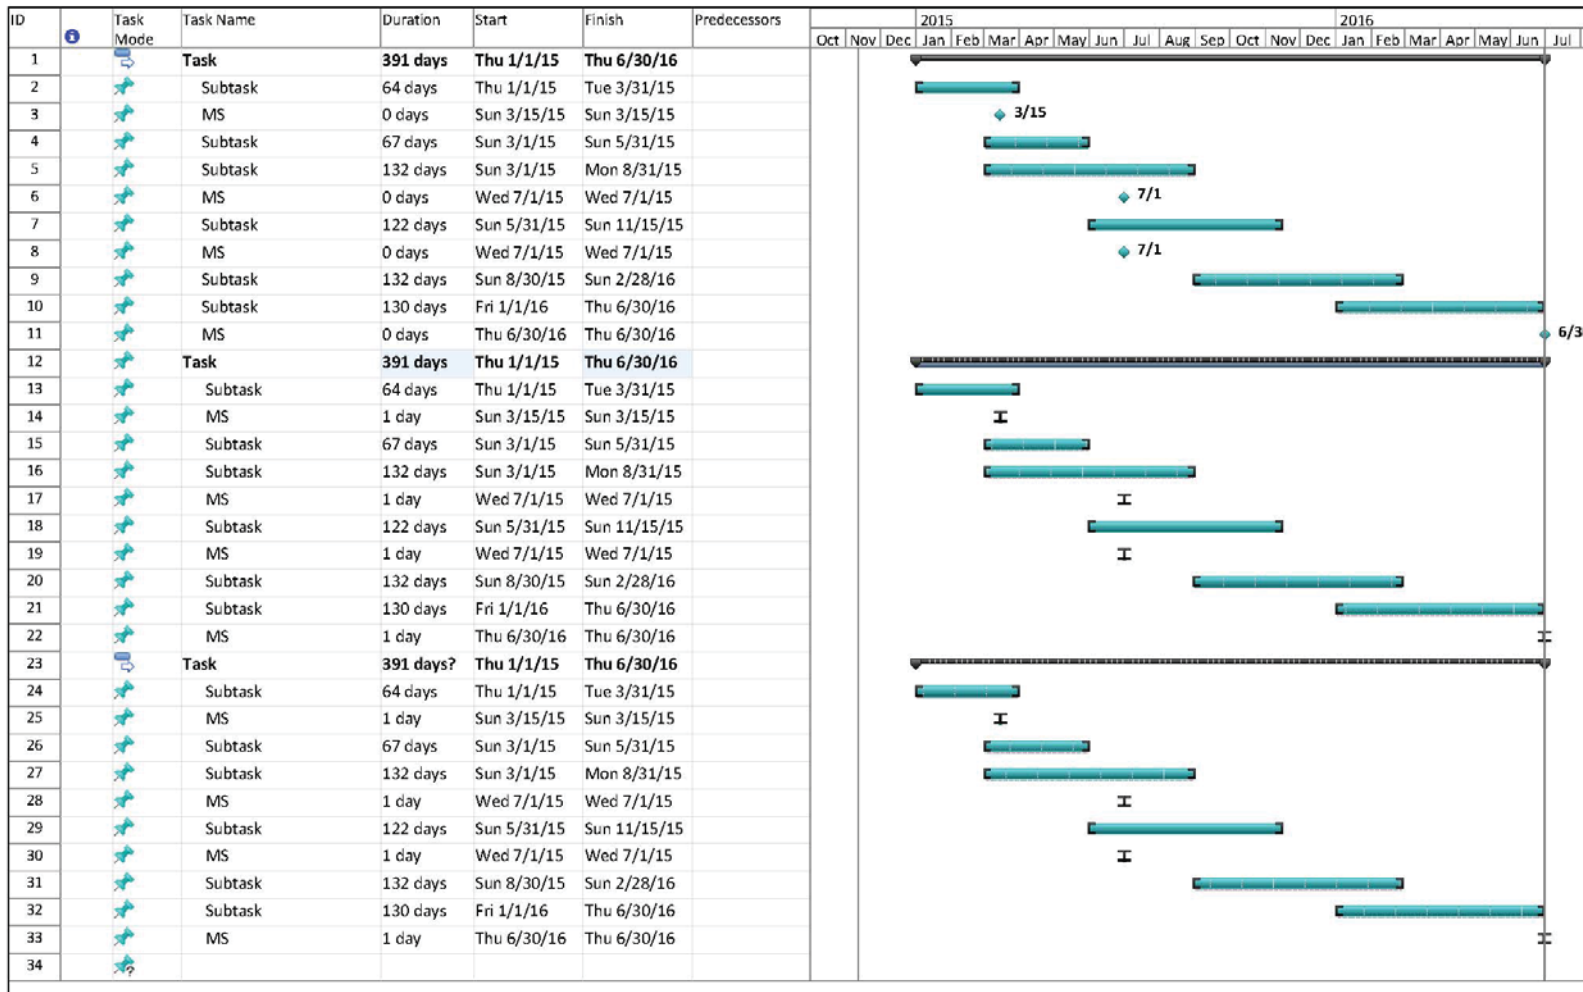 ID Task Mode Task Name Duration Start Finish Predecessors
2015 2016
Oct Nov Dec Jan Feb Mar Apr May Jun Jul Aug Sep Oct Nov Dec Jan Feb Mar Apr May Jun Jul
1 Task 391 days Thu 1/1/15 Thu 6/30/16
2 Subtask 64 days Thu 1/1/15 Tue 3/31/15
3 MS 0 days Sun 3/15/15 Sun 3/15/15 3/15
4 Subtask 67 days Sun 3/1/15 Sun 5/31/15
5 Subtask 132 days Sun 3/1/15 Mon 8/31/15
6 MS 0 days Wed 7/1/15 Wed 7/1/15 7/1
7 Subtask 122 days Sun 5/31/15 Sun 11/15/15
8 MS 0 days Wed 7/1/15 Wed 7/1/15 7/1
9 Subtask 132 days Sun 8/30/15 Sun 2/28/16
10 Subtask 130 days Fri 1/1/16 Thu 6/30/16
11 MS 0 days Thu 6/30/16 Thu 6/30/16 6/3
12 Task 391 days Thu 1/1/15 Thu 6/30/16
13 Subtask 64 days Thu 1/1/15 Tue 3/31/15
14 MS 1 day Sun 3/15/15 Sun 3/15/15
15 Subtask 67 days Sun 3/1/15 Sun 5/31/15
16 Subtask 132 days Sun 3/1/15 Mon 8/31/15
17 MS 1 day Wed 7/1/15 Wed 7/1/15
18 Subtask 122 days Sun 5/31/15 Sun 11/15/15
19 MS 1 day Wed 7/1/15 Wed 7/1/15
20 Subtask 132 days Sun 8/30/15 Sun 2/28/16
21 Subtask 130 days Fri 1/1/16 Thu 6/30/16
22 MS 1 day Thu 6/30/16 Thu 6/30/16
23 Task 391 days? Thu 1/1/15 Thu 6/30/16
24 Subtask 64 days Thu 1/1/15 Tue 3/31/15
25 MS 1 day Sun 3/15/15 Sun 3/15/15
26 Subtask 67 days Sun 3/1/15 Sun 5/31/15
27 Subtask 132 days Sun 3/1/15 Mon 8/31/15
28 MS 1 day Wed 7/1/15 Wed 7/1/15
29 Subtask 122 days Sun 5/31/15 Sun 11/15/15
30 MS 1 day Wed 7/1/15 Wed 7/1/15
31 Subtask 132 days Sun 8/30/15 Sun 2/28/16
32 Subtask 130 days Fri 1/1/16 Thu 6/30/16
33 MS 1 day Thu 6/30/16 Thu 6/30/16
34